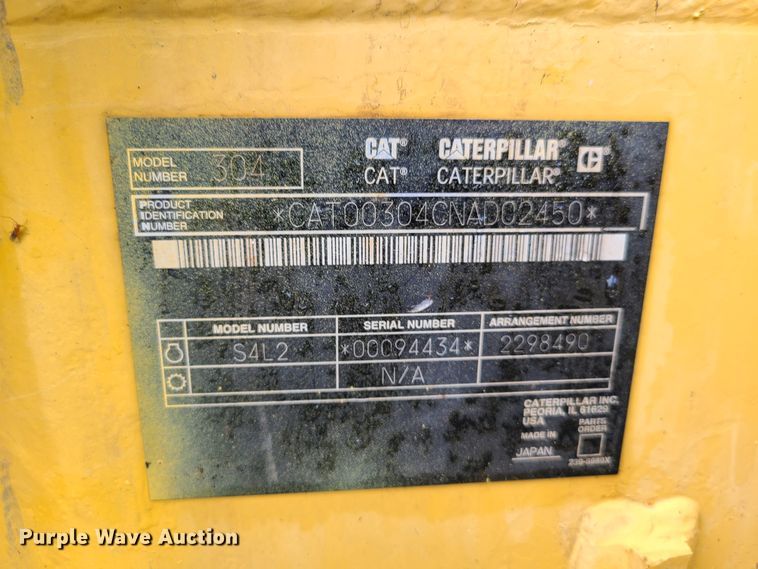 MODEL NUMBER 304
CAT® CATERPILLAR® C®
CAT® CATERPILLAR®
PRODUCT IDENTIFICATION NUMBER *CAT00304CNAD02450*
MODEL NUMBER SERIAL NUMBER ARRANGEMENT NUMBER
S4L2 *00094434* 2298490
N/A
CATERPILLAR INC.
PEORIA, IL 61629
USA
PARTS ORDER
MADE IN
JAPAN
Purple Wave Auction